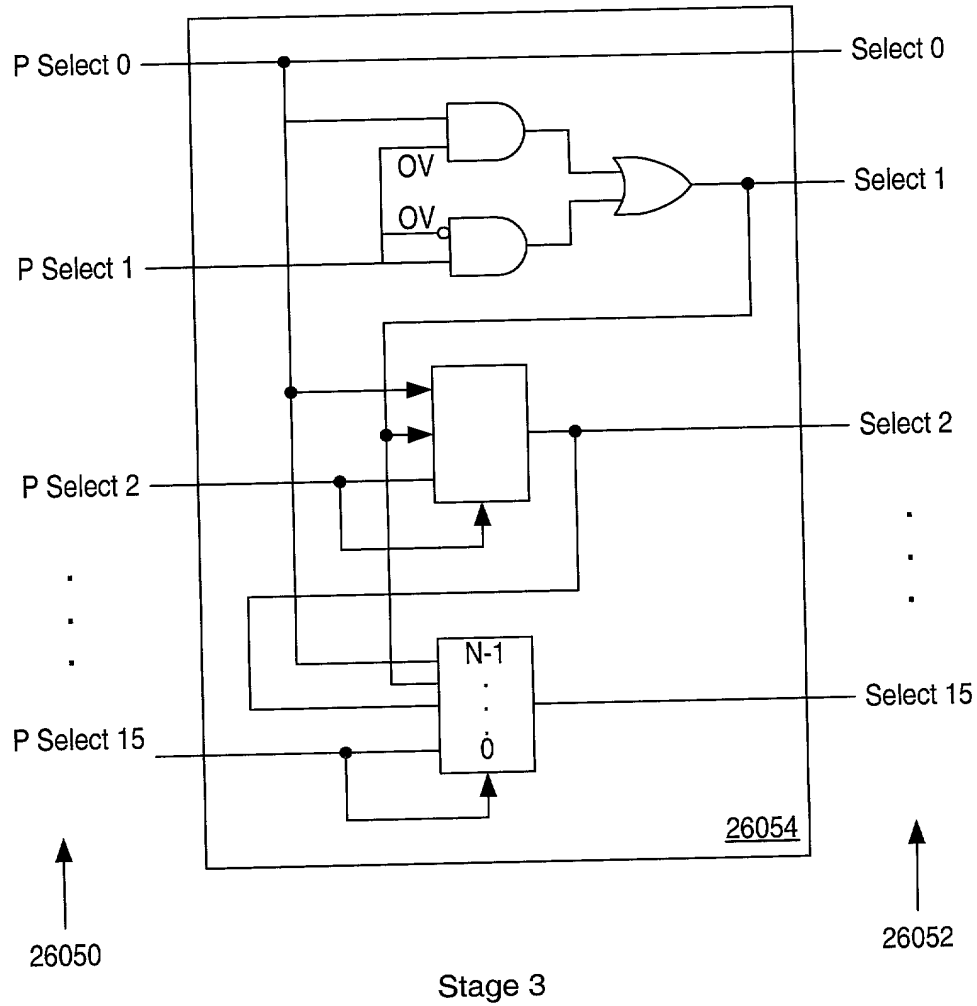 P Select 0
Select 0
OV
Select 1
OV
P Select 1
Select 2
P Select 2
N-1
Select 15
P Select 15
0
26054
26050
26052
Stage 3